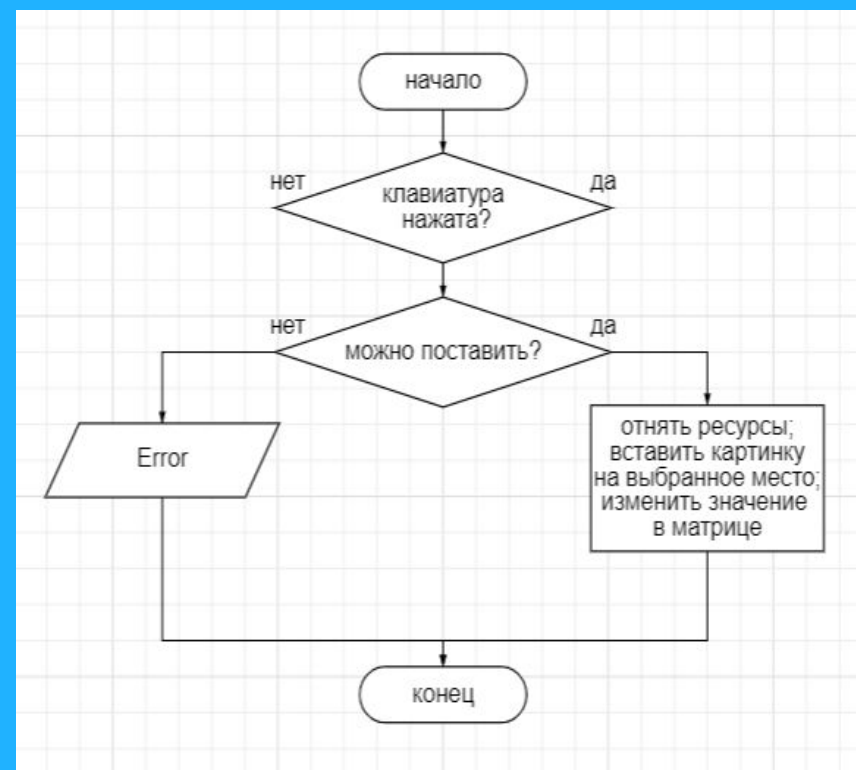 начало
нет
да
клавиатура
нажата?
нет
да
можно поставить?
Error
отнять ресурсы;
вставить картинку
на выбранное место;
изменить значение
в матрице
конец